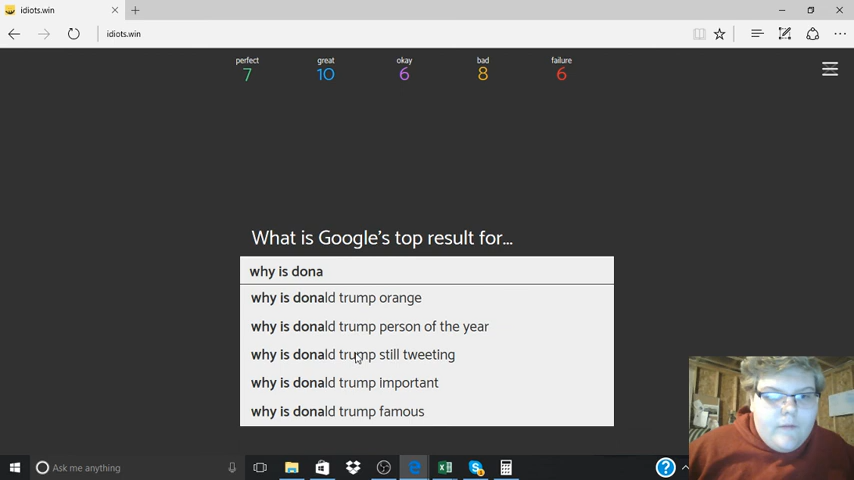 idiots.win
idiots.win
perfect great okay bad failure
7 10 6 8 6
What is Google's top result for...
why is dona
why is donald trump orange
why is donald trump person of the year
why is donald trump still tweeting
why is donald trump important
why is donald trump famous
Ask me anything